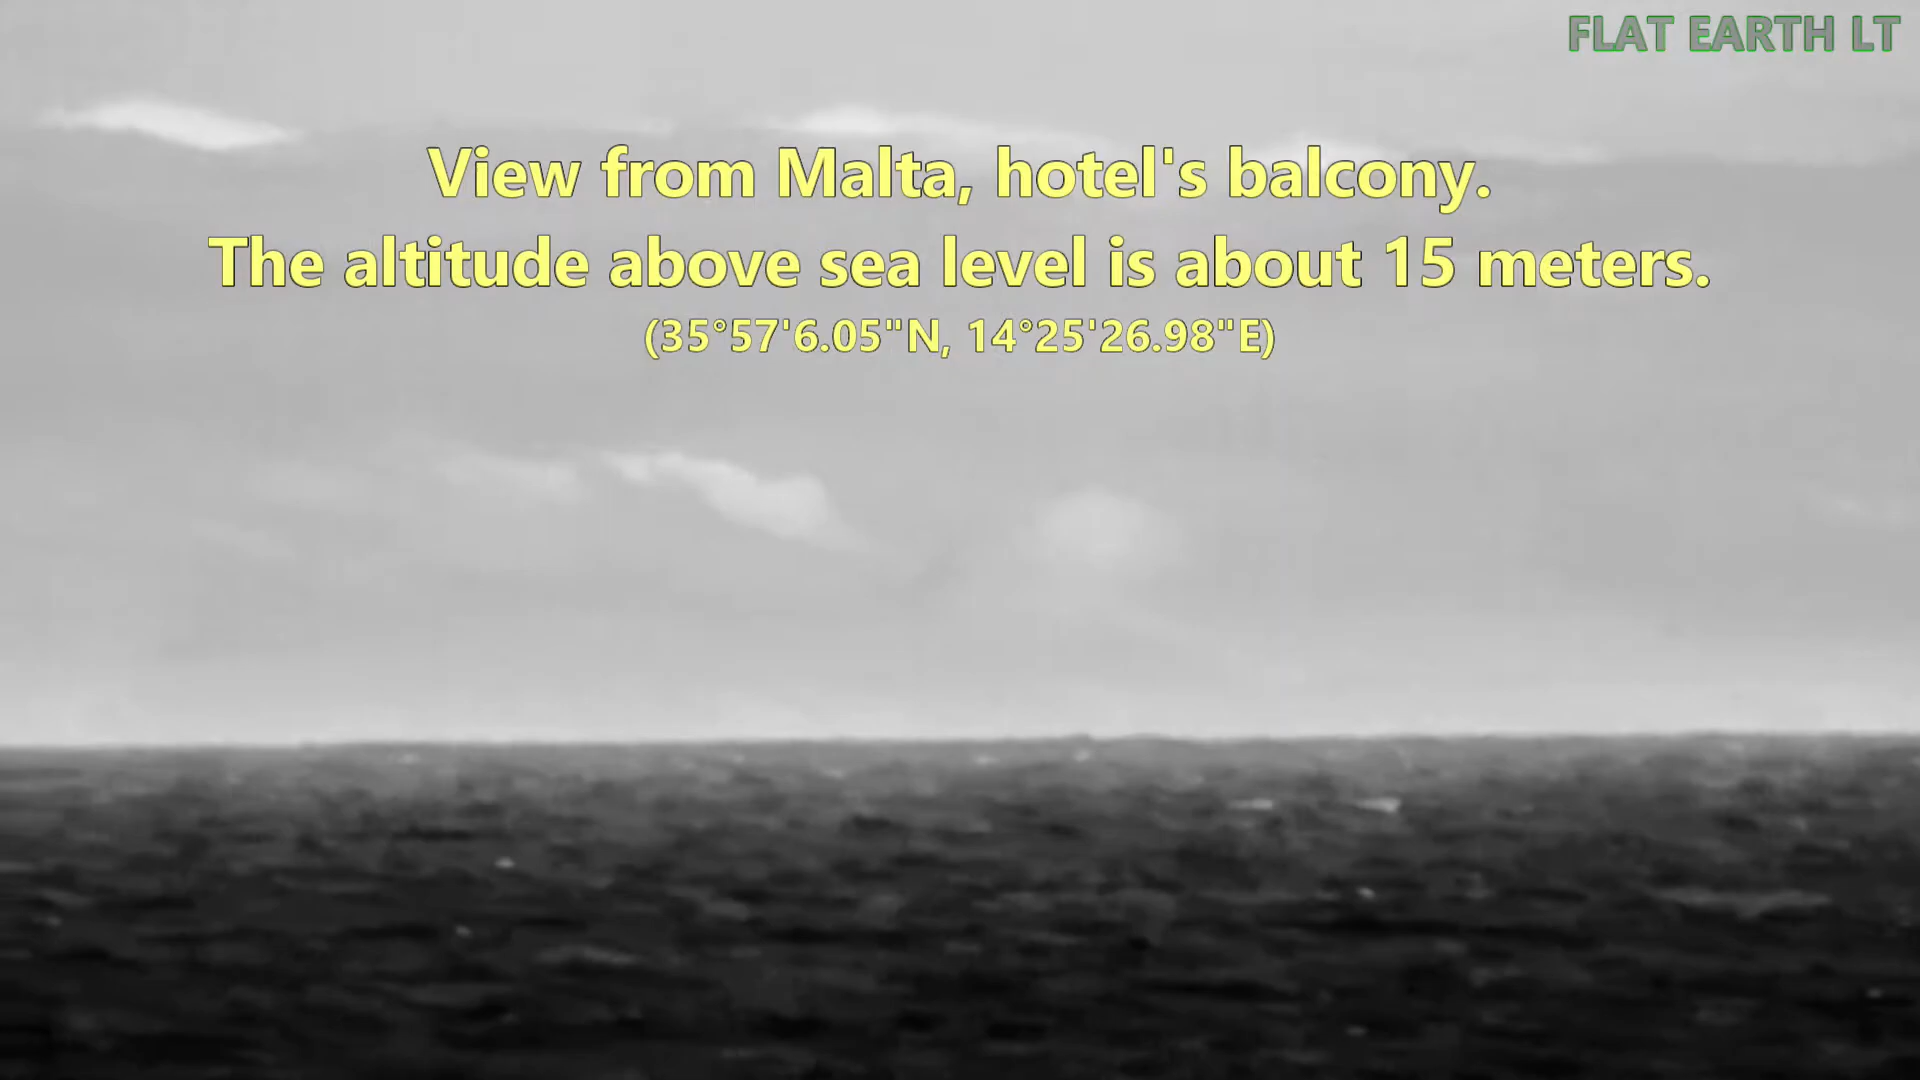 FLAT EARTH LT
View from Malta, hotel's balcony.
The altitude above sea level is about 15 meters.
(35°57'6.05"N, 14°25'26.98"E)